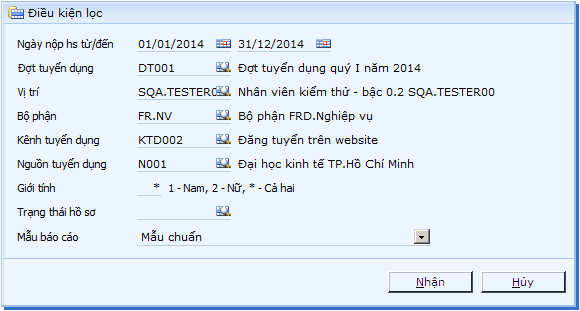 Điều kiện lọc
Ngày nộp hs từ/đến 01/01/2014 31/12/2014
Đợt tuyển dụng DT001 Đợt tuyển dụng quý I năm 2014
Vị trí SQA.TESTER0 Nhân viên kiểm thử - bậc 0.2 SQA.TESTER00
Bộ phận FR.NV Bộ phận FRD.Nghiệp vụ
Kênh tuyển dụng KTD002 Đăng tuyển trên website
Nguồn tuyển dụng N001 Đại học kinh tế TP.Hồ Chí Minh
Giới tính * 1 - Nam, 2 - Nữ, * - Cả hai
Trạng thái hồ sơ
Mẫu báo cáo Mẫu chuẩn
Nhận Hủy